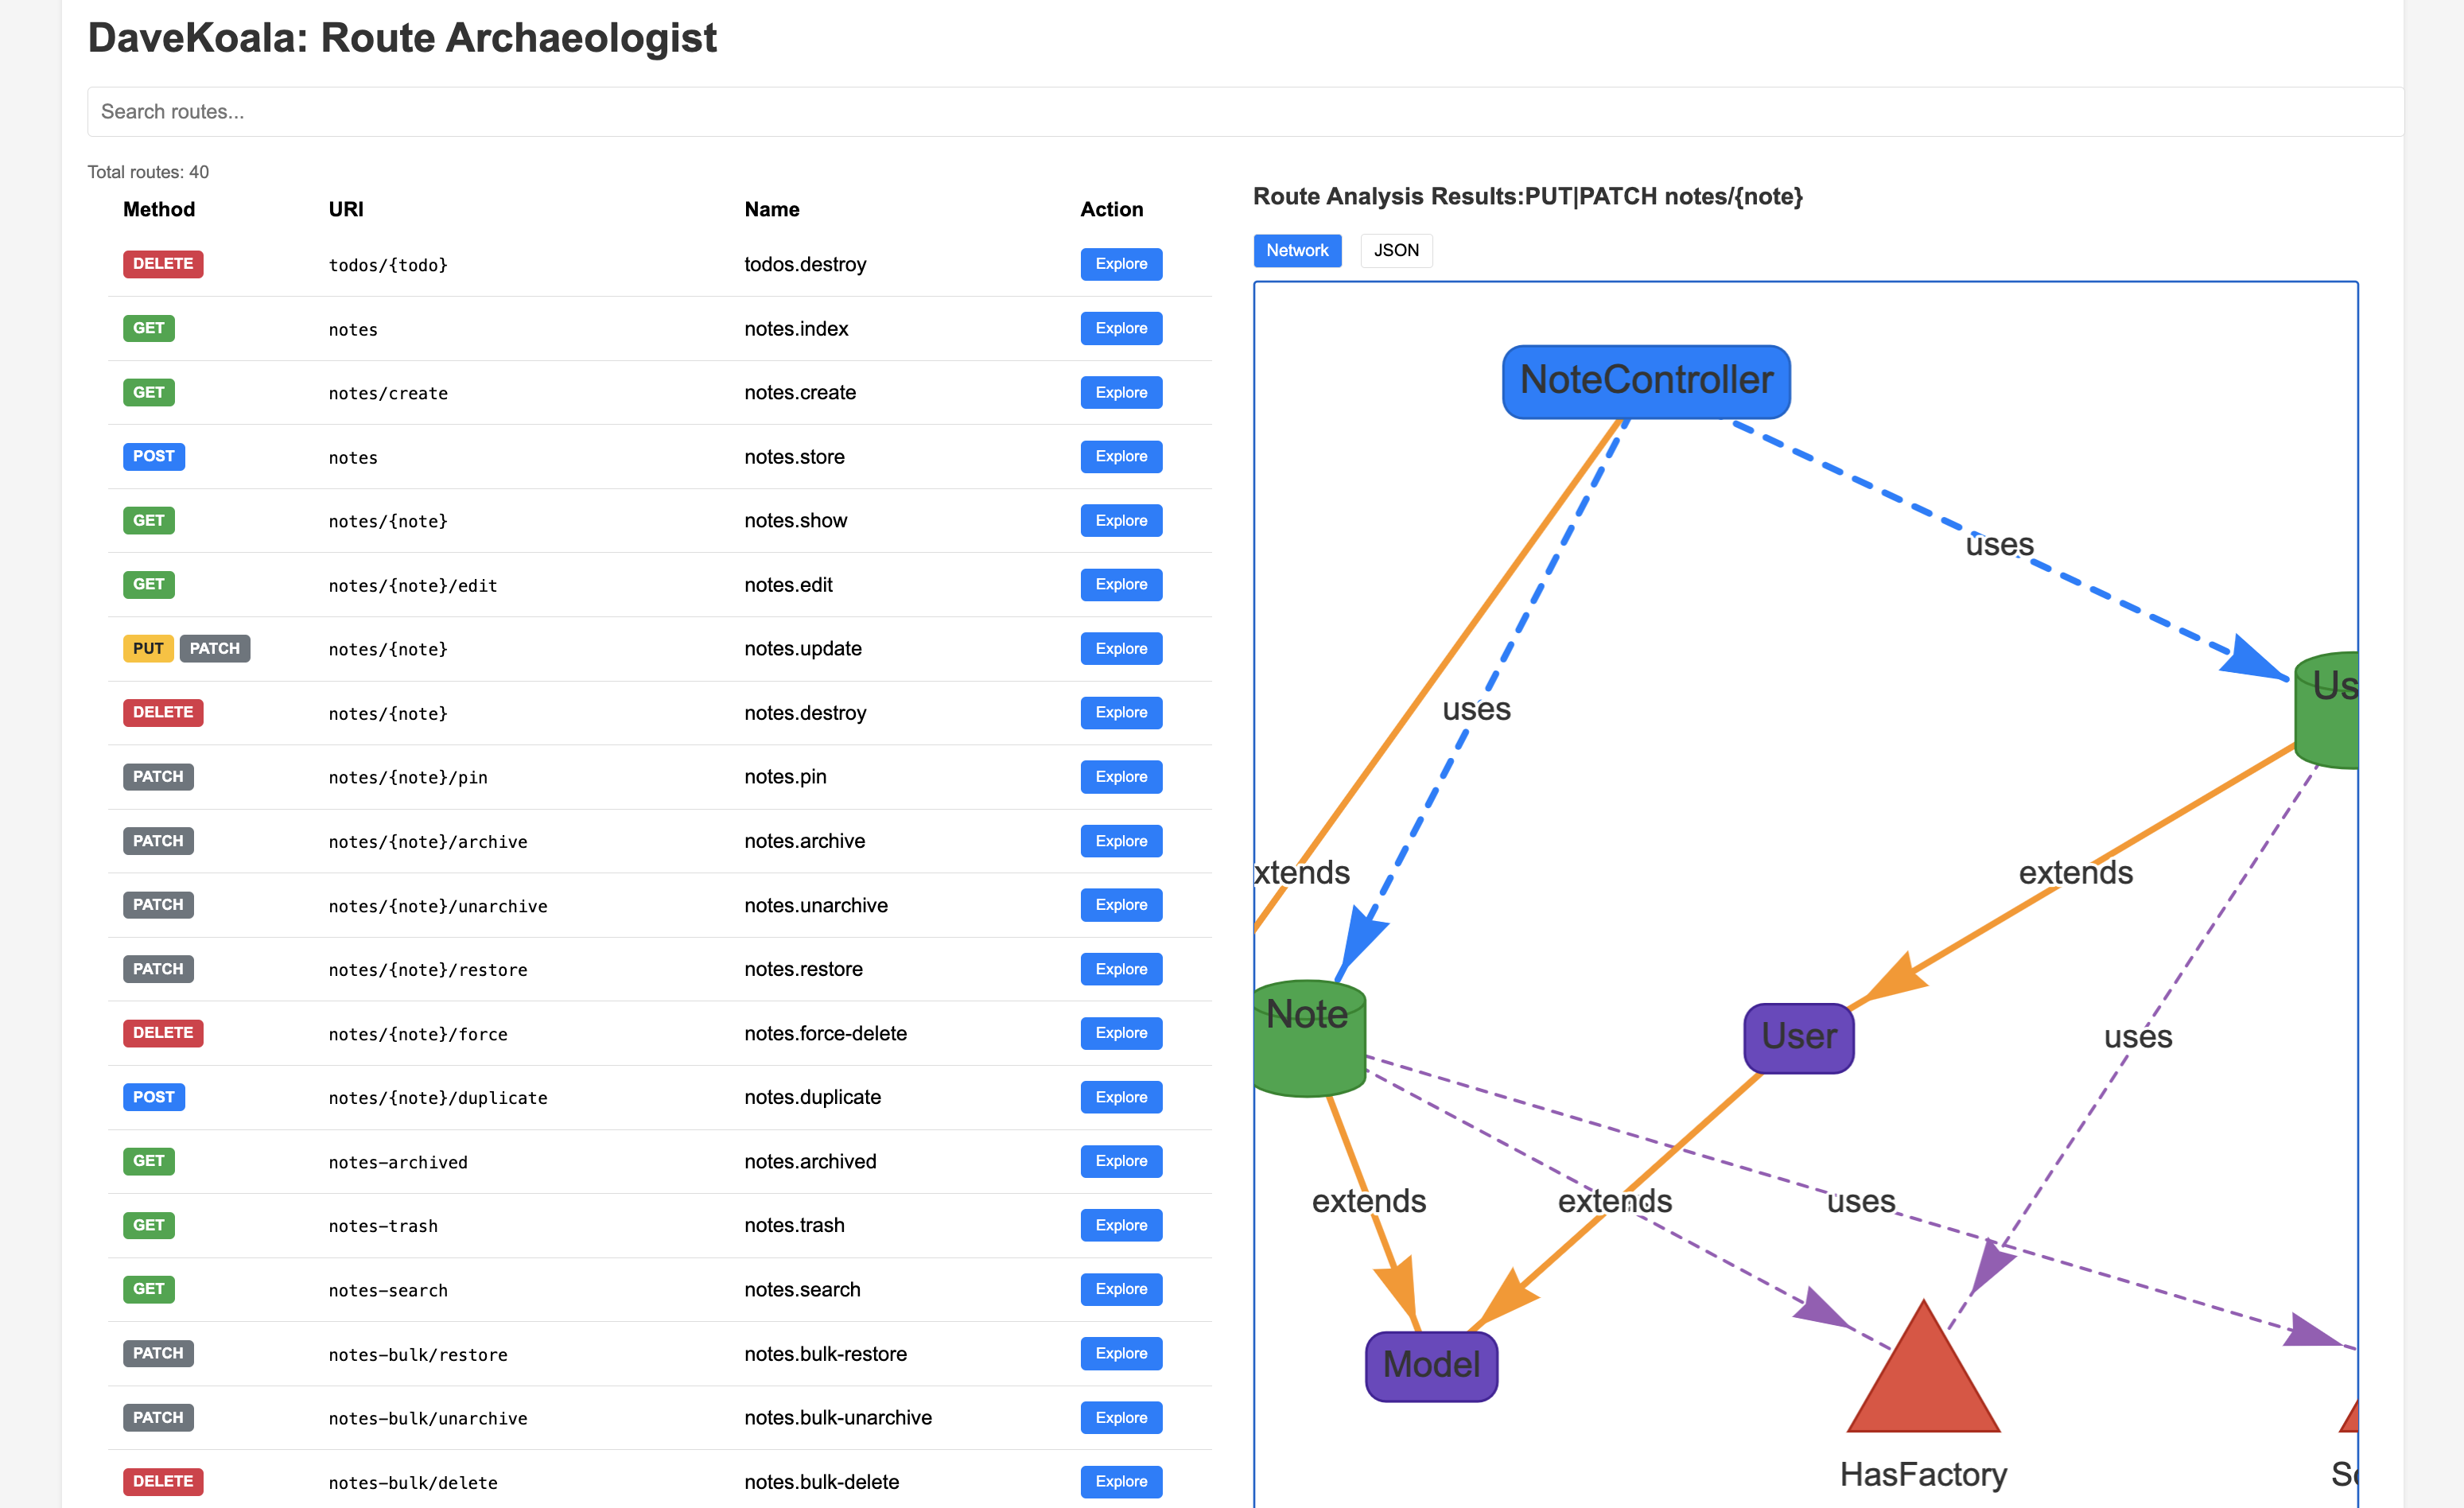 DaveKoala: Route Archaeologist
Search routes...
Total routes: 40
Method URI Name Action
DELETE todos/{todo} todos.destroy Explore
GET notes notes.index Explore
GET notes/create notes.create Explore
POST notes notes.store Explore
GET notes/{note} notes.show Explore
GET notes/{note}/edit notes.edit Explore
PUT PATCH notes/{note} notes.update Explore
DELETE notes/{note} notes.destroy Explore
PATCH notes/{note}/pin notes.pin Explore
PATCH notes/{note}/archive notes.archive Explore
PATCH notes/{note}/unarchive notes.unarchive Explore
PATCH notes/{note}/restore notes.restore Explore
DELETE notes/{note}/force notes.force-delete Explore
POST notes/{note}/duplicate notes.duplicate Explore
GET notes-archived notes.archived Explore
GET notes-trash notes.trash Explore
GET notes-search notes.search Explore
PATCH notes-bulk/restore notes.bulk-restore Explore
PATCH notes-bulk/unarchive notes.bulk-unarchive Explore
DELETE notes-bulk/delete notes.bulk-delete Explore
Route Analysis Results:PUT|PATCH notes/{note}
Network JSON
NoteController
uses
Us
uses
xtends
extends
Note
User
uses
extends
extends
uses
Model
HasFactory